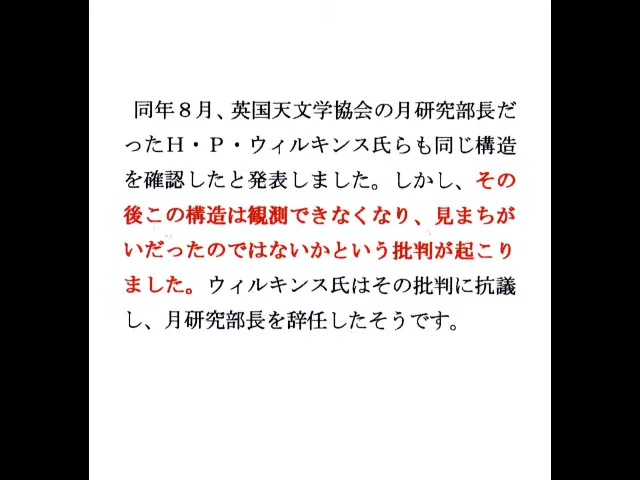 同年８月、英国天文学協会の月研究部長だ
ったＨ・Ｐ・ウィルキンス氏らも同じ構造
を確認したと発表しました。しかし、その
後この構造は観測できなくなり、見まちが
いだったのではないかという批判が起こり
ました。ウィルキンス氏はその批判に抗議
し、月研究部長を辞任したそうです。